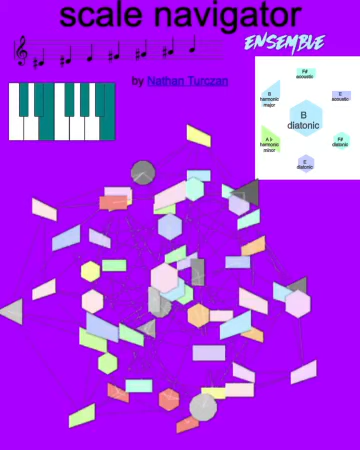 scale navigator
ENSEMBLE
by Nathan Turczan
F#
acoustic
B
harmonic
major
E
acoustic
B
diatonic
A♭
harmonic
minor
F#
diatonic
E
diatonic